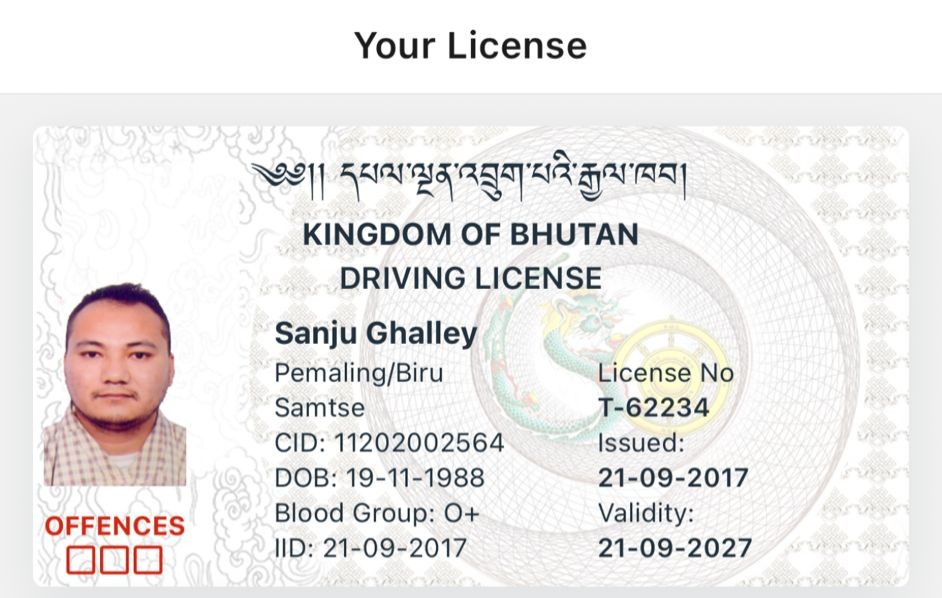 Your License
༄༅།། དཔལ་ལྡན་འབྲུག་པའི་རྒྱལ་ཁབ།
KINGDOM OF BHUTAN
DRIVING LICENSE
Sanju Ghalley
Pemaling/Biru
Samtse
CID: 11202002564
DOB: 19-11-1988
Blood Group: O+
IID: 21-09-2017
License No
T-62234
Issued:
21-09-2017
Validity:
21-09-2027
OFFENCES